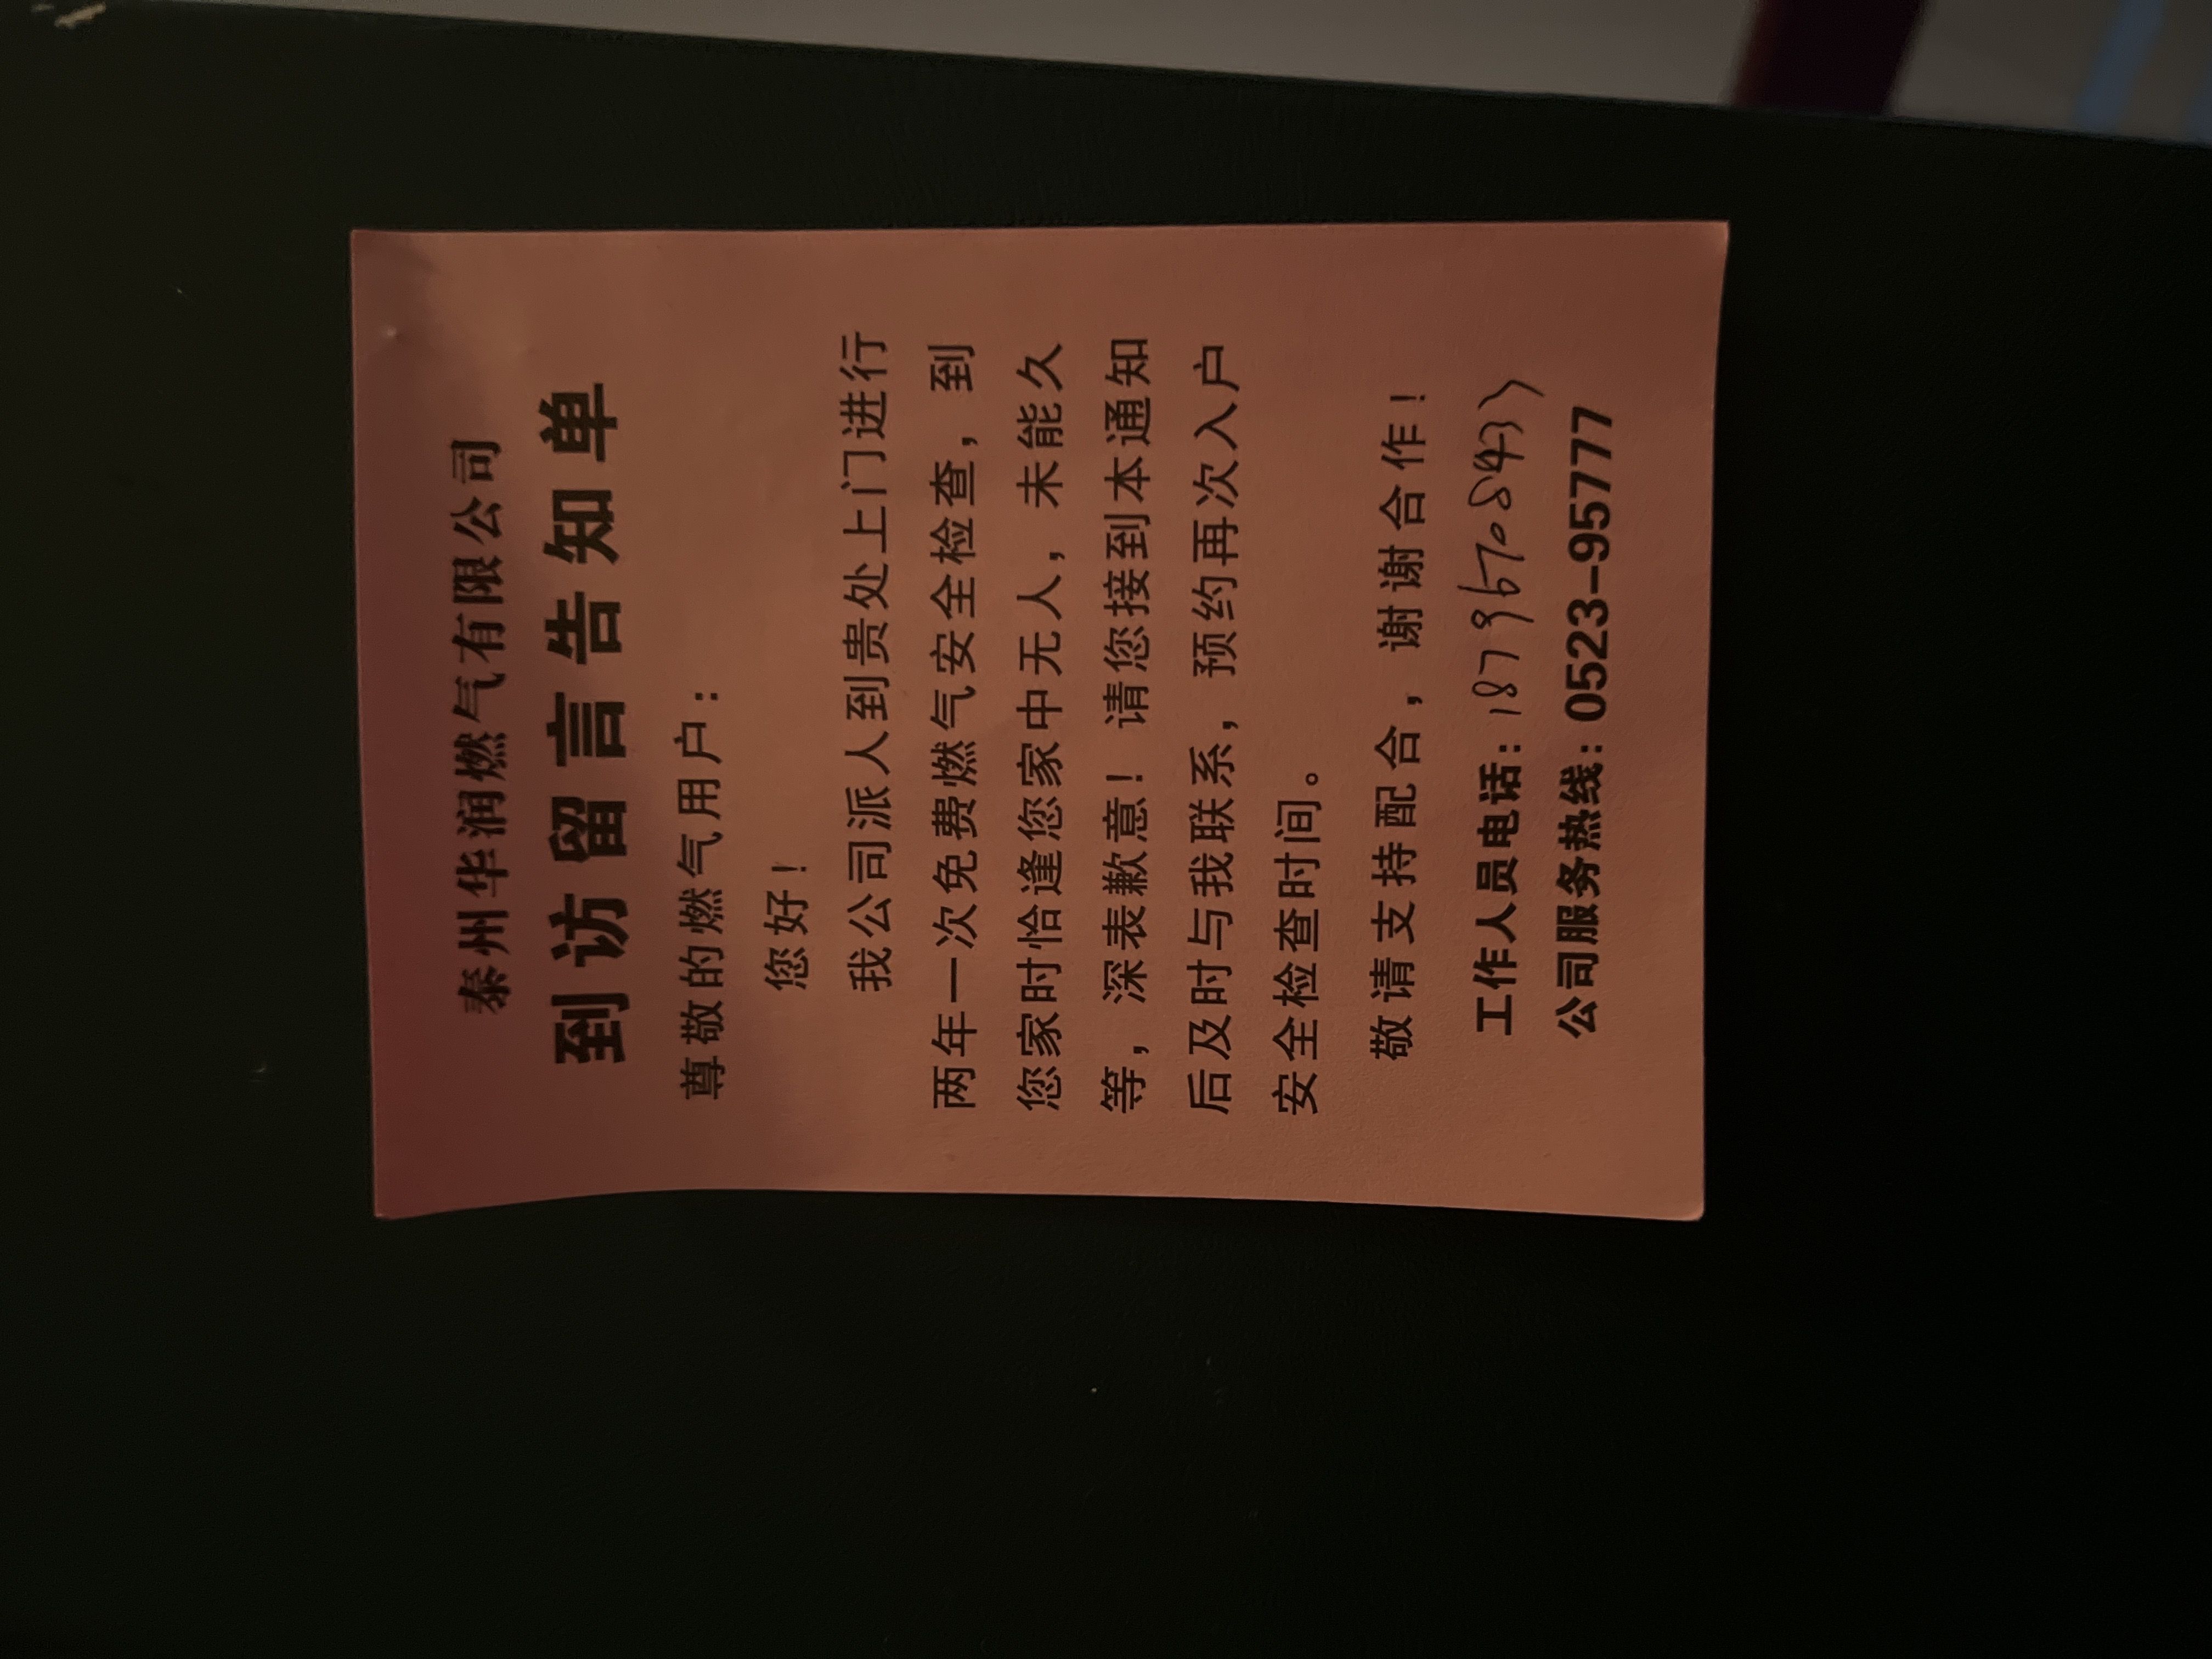 泰州华润燃气有限公司
到访留言告知单
尊敬的燃气用户：
您好！
我公司派人到贵处上门进行
两年一次免费燃气安全检查，到
您家时恰逢您家中无人，未能久
等，深表歉意！请您接到本通知
后及时与我联系，预约再次入户
安全检查时间。
敬请支持配合，谢谢合作！
工作人员电话：
公司服务热线：0523-95777